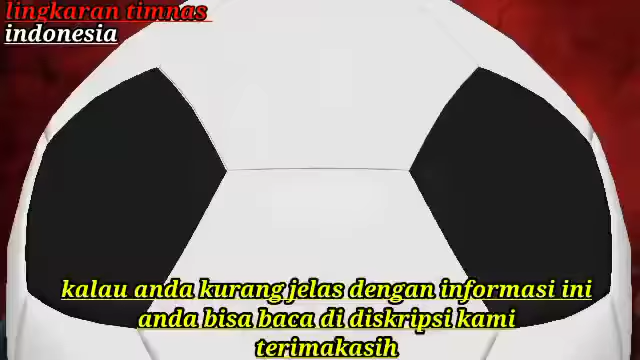 lingkaran timnas
indonesia
kalau anda kurang jelas dengan informasi ini
anda bisa baca di diskripsi kami
terimakasih